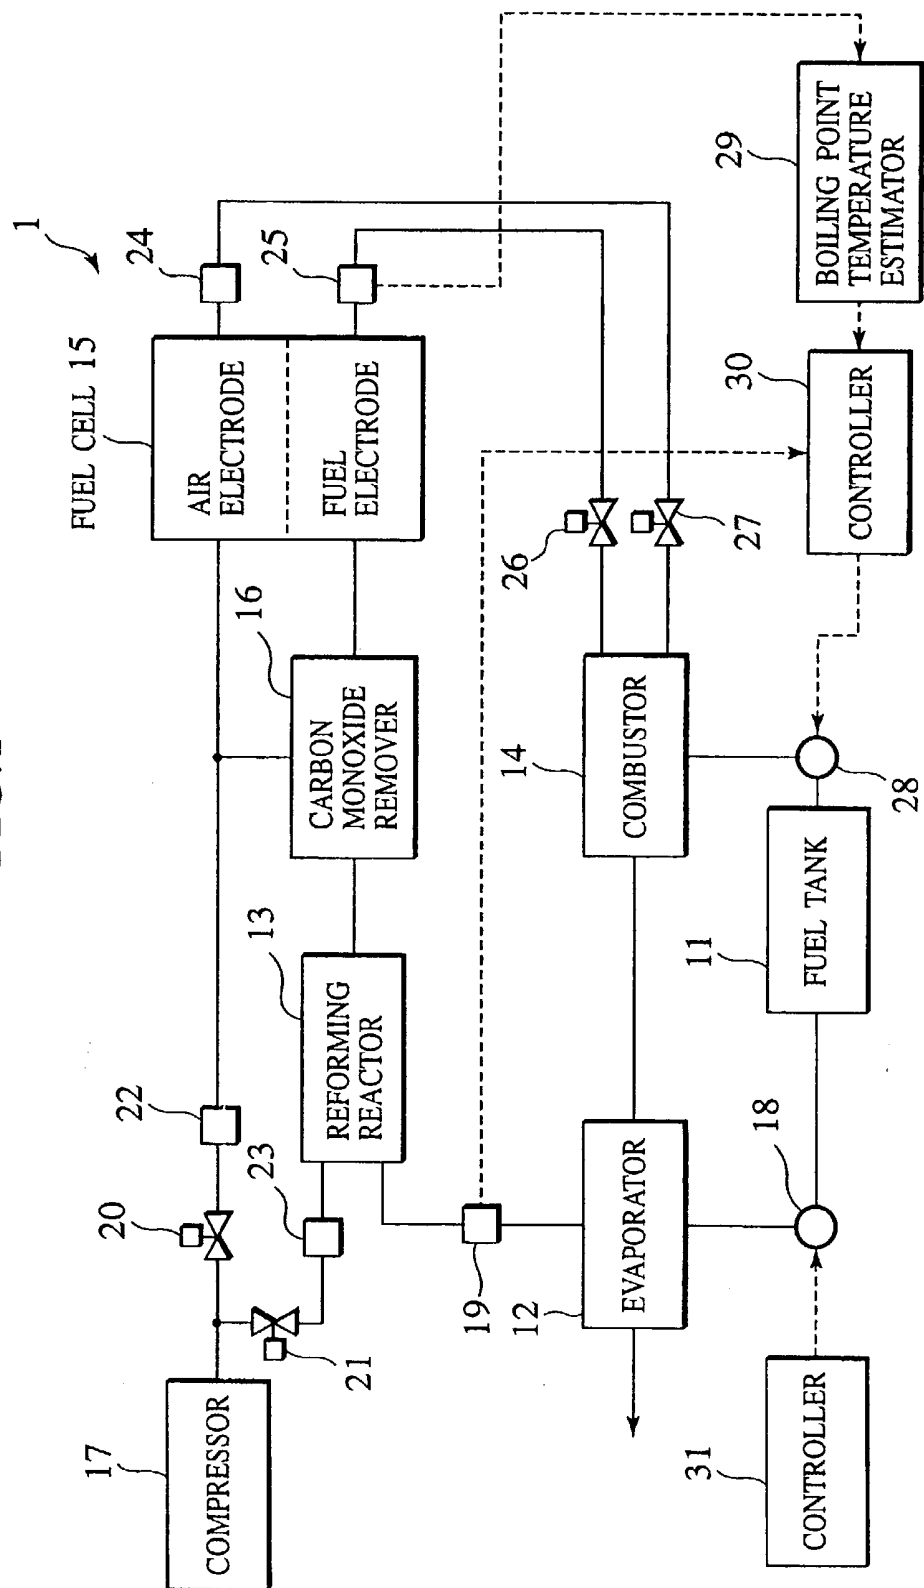 1
24
25
FUEL CELL 15
AIR
ELECTRODE
FUEL
ELECTRODE
29
BOILING POINT
TEMPERATURE
ESTIMATOR
30
CONTROLLER
16
CARBON
MONOXIDE
REMOVER
26
27
14
COMBUSTOR
28
13
REFORMING
REACTOR
11
FUEL TANK
22
23
20
21
19
12
EVAPORATOR
18
17
COMPRESSOR
31
CONTROLLER